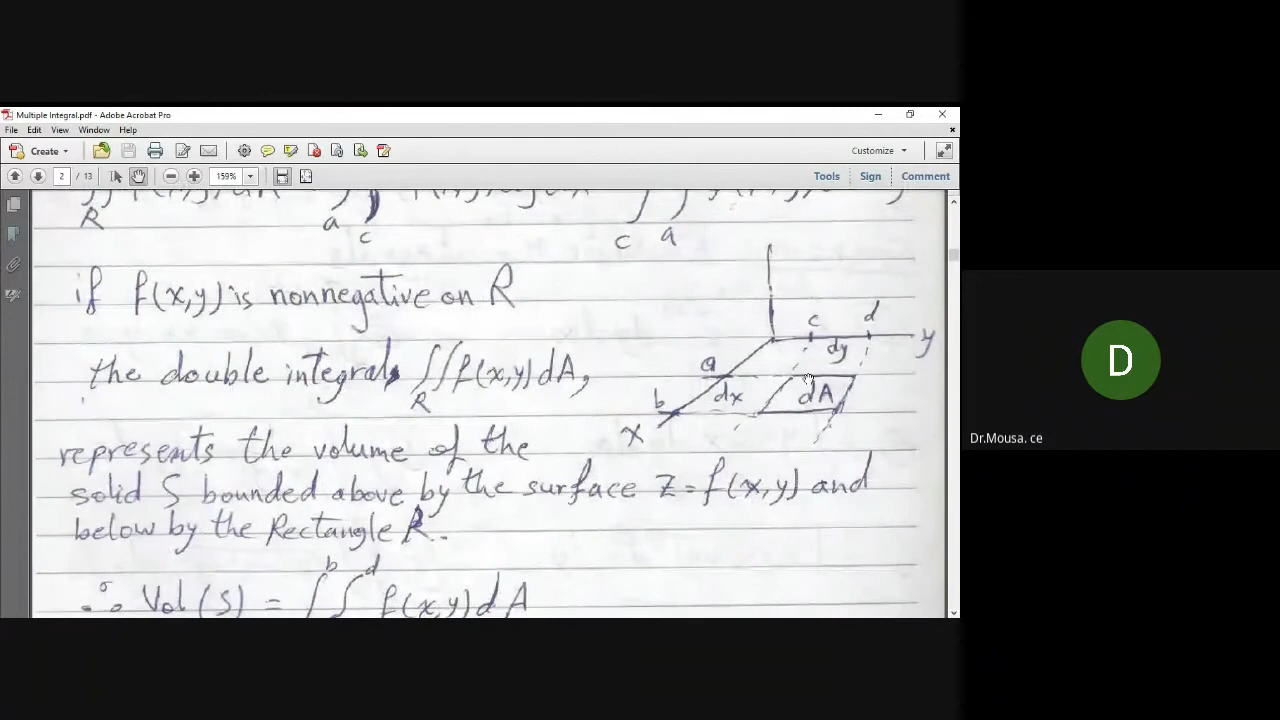 Multiple Integral.pdf - Adobe Acrobat Pro
File Edit View Window Help
Create Customize
2 / 13 159% Tools Sign Comment
R a c c a
if f(x,y) is nonnegative on R
the double integral ∬ f(x,y) dA,
R
represents the volume of the
solid S bounded above by the surface Z = f(x,y) and
below by the Rectangle R.
b d
∴ Vol (S) = ∫∫ f(x,y) d A
c d
dy y
a
dx dA
b
x
D
Dr.Mousa. ce